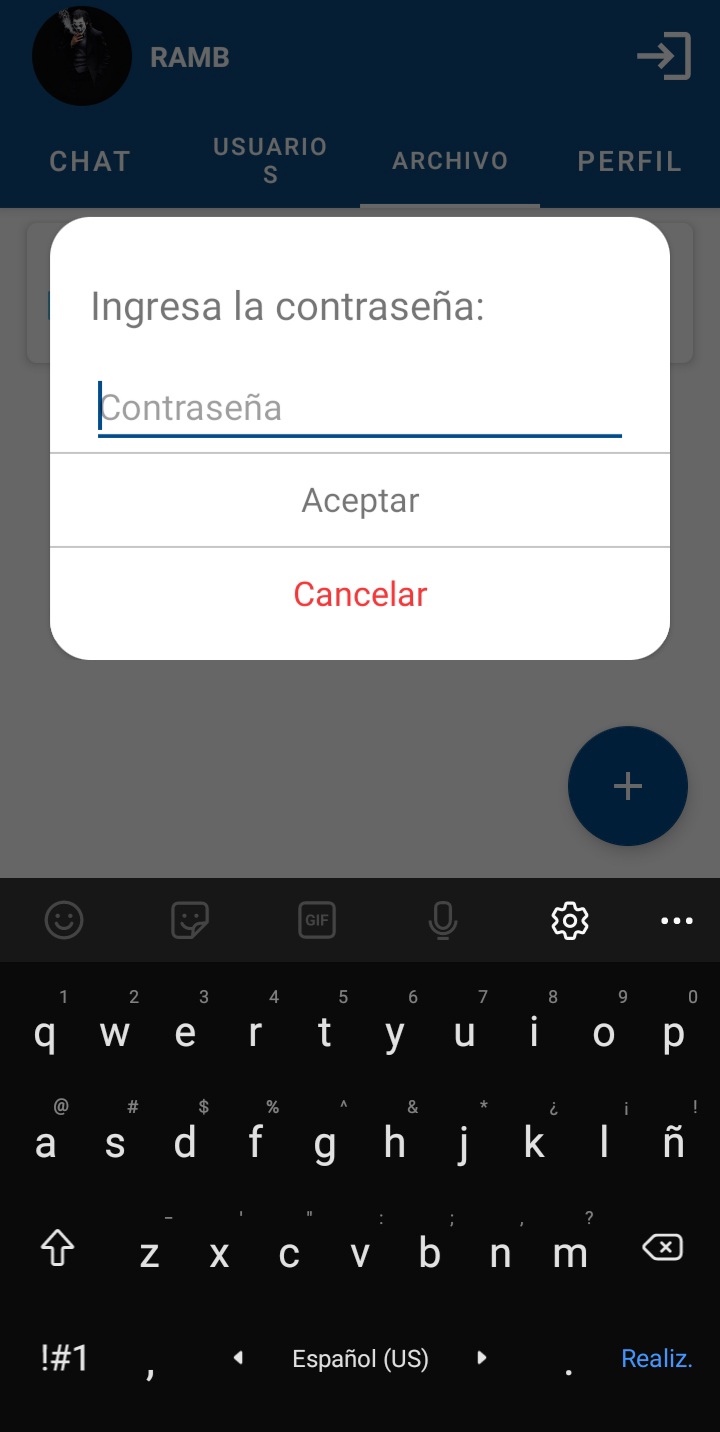 RAMB
CHAT
USUARIO
S
ARCHIVO
PERFIL
Ingresa la contraseña:
Contraseña
Aceptar
Cancelar
+
GIF
1 2 3 4 5 6 7 8 9 0
q w e r t y u i o p
@ # $ % ^ & * ¿ ¡ !
a s d f g h j k l ñ
- ' " : ; , ?
z x c v b n m
!#1 , Español (US) . Realiz.